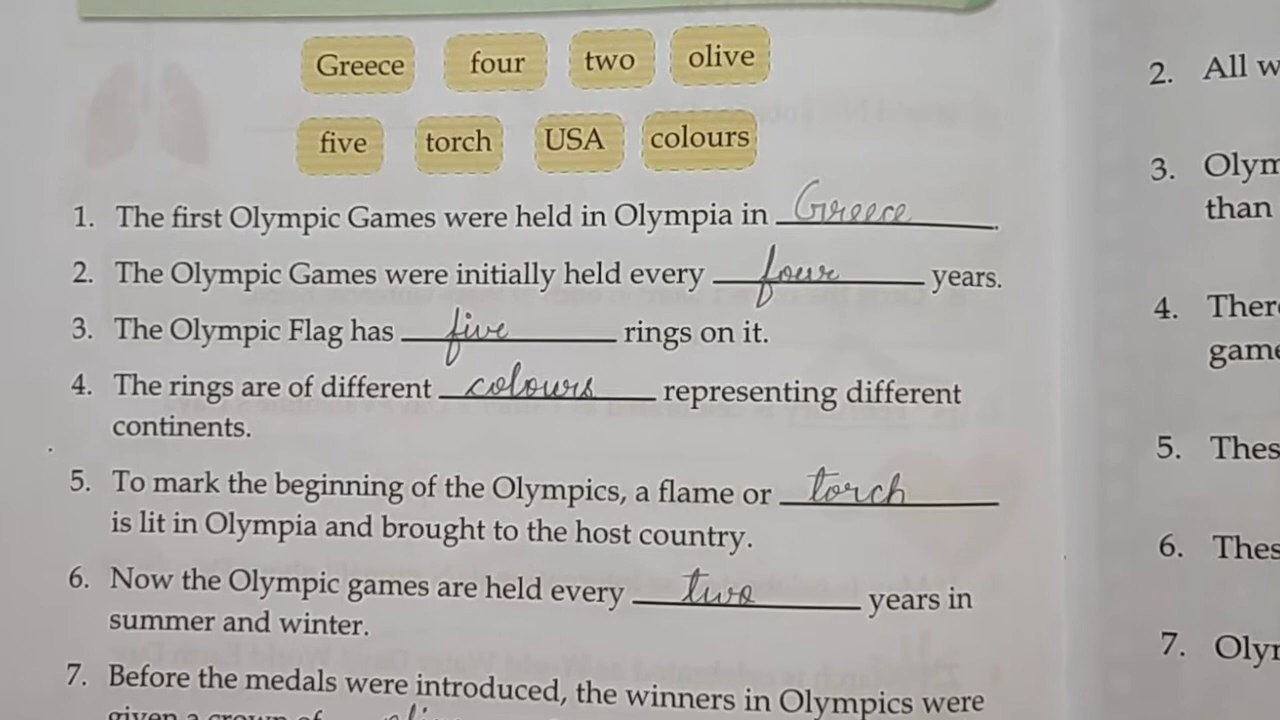 Greece four two olive
five torch USA colours
1. The first Olympic Games were held in Olympia in Greece.
2. The Olympic Games were initially held every four years.
3. The Olympic Flag has five rings on it.
4. The rings are of different colours representing different
continents.
5. To mark the beginning of the Olympics, a flame or torch
is lit in Olympia and brought to the host country.
6. Now the Olympic games are held every two years in
summer and winter.
7. Before the medals were introduced, the winners in Olympics were
given a crown of olive
2. All w
3. Olym
than
4. Ther
game
5. Thes
6. Thes
7. Olyr